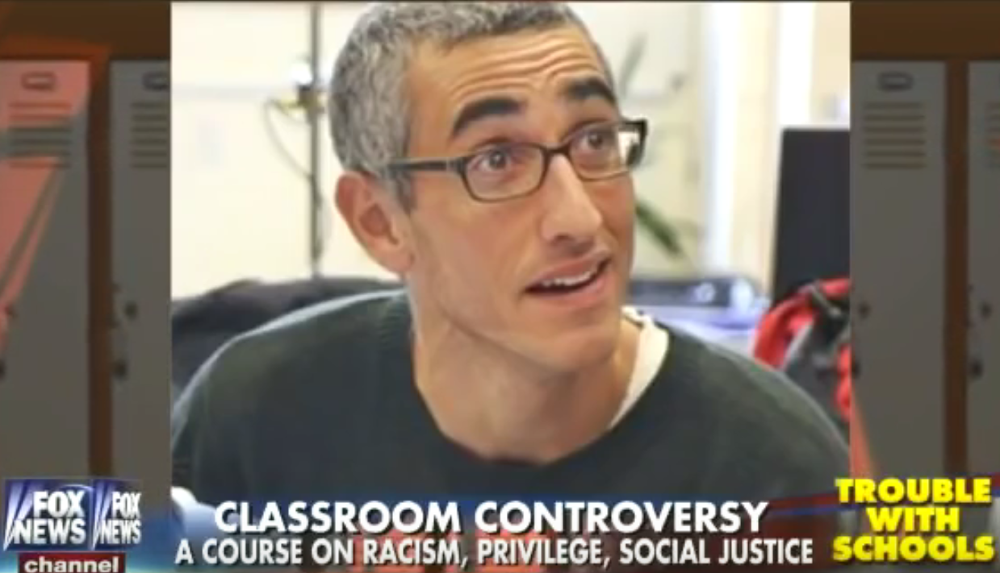 FOX
NEWS
channel
FOX
NEWS
CLASSROOM CONTROVERSY
A COURSE ON RACISM, PRIVILEGE, SOCIAL JUSTICE
TROUBLE
WITH
SCHOOLS